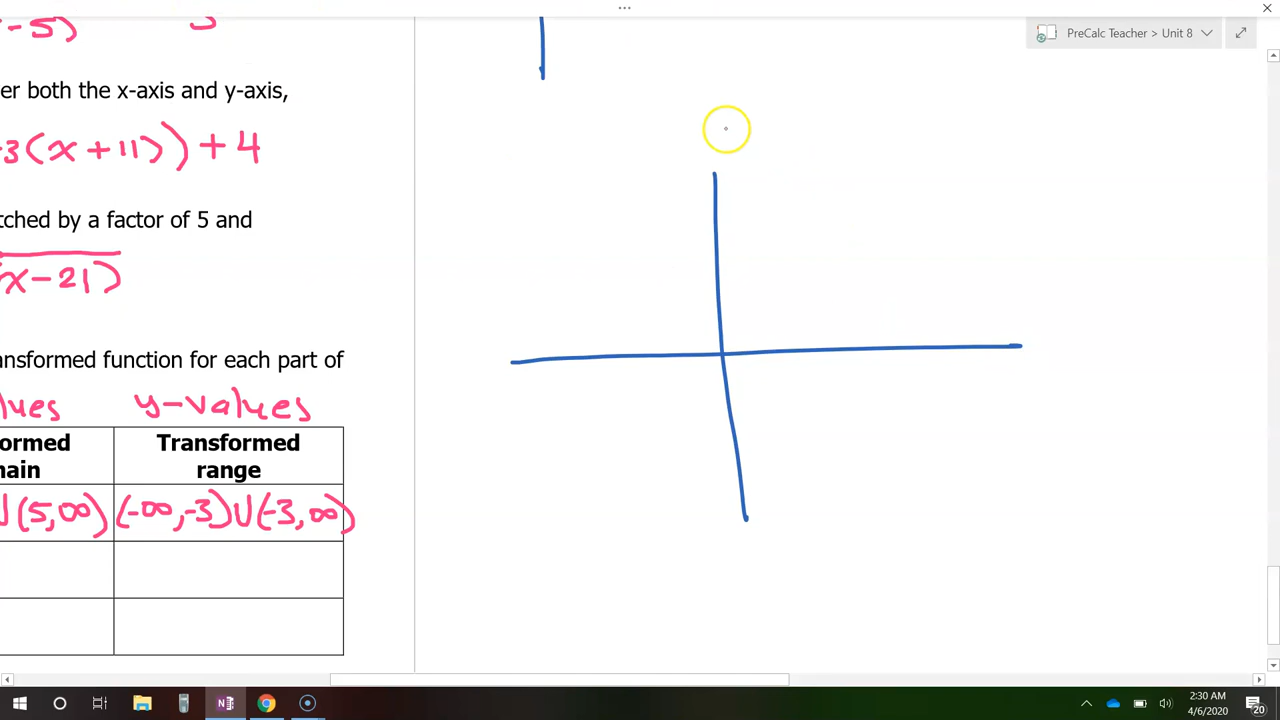 PreCalc Teacher > Unit 8
-5)
er both the x-axis and y-axis,
3(x+11))+4
tched by a factor of 5 and
x-21)
ansformed function for each part of
lues y-values
ormed Transformed
nain range
U(5,∞) (-∞,-3)U(-3,∞)
2:30 AM
4/6/2020
20